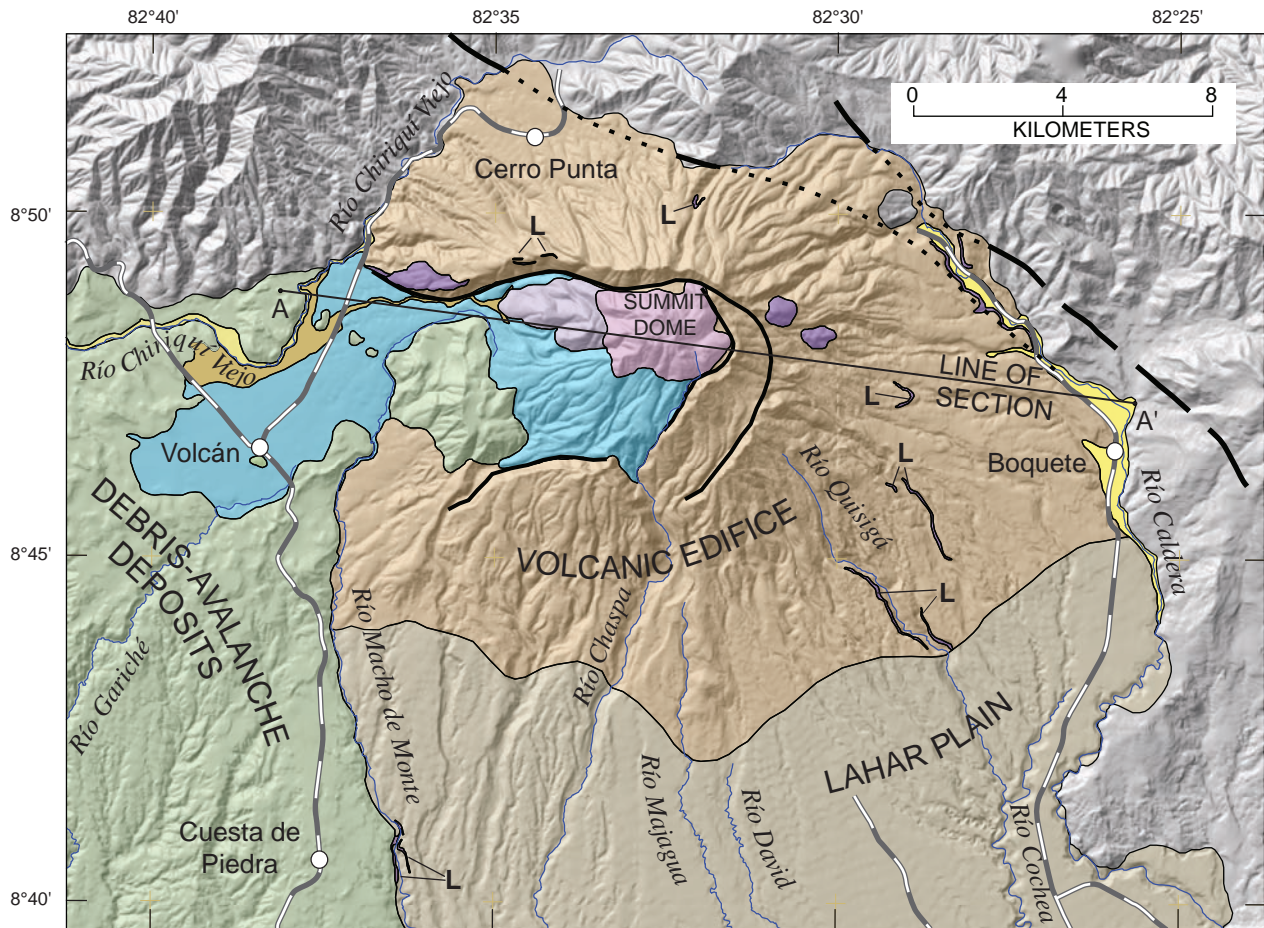 82°40' 82°35' 82°30' 82°25'
0 4 8
KILOMETERS
Río Chiriquí Viejo
Cerro Punta
8°50'
L
L
SUMMIT
DOME
A
Río Chiriquí Viejo
LINE OF
SECTION
A'
L
Volcán
L
Boquete
Río Quisigá
Río Caldera
DEBRIS-AVALANCHE
DEPOSITS
VOLCANIC EDIFICE
8°45'
L
Río Gariché
Río Macho de Monte
Río Chaspa
LAHAR PLAIN
Río Majagua
Río David
Río Cochea
Cuesta de
Piedra
L
8°40'